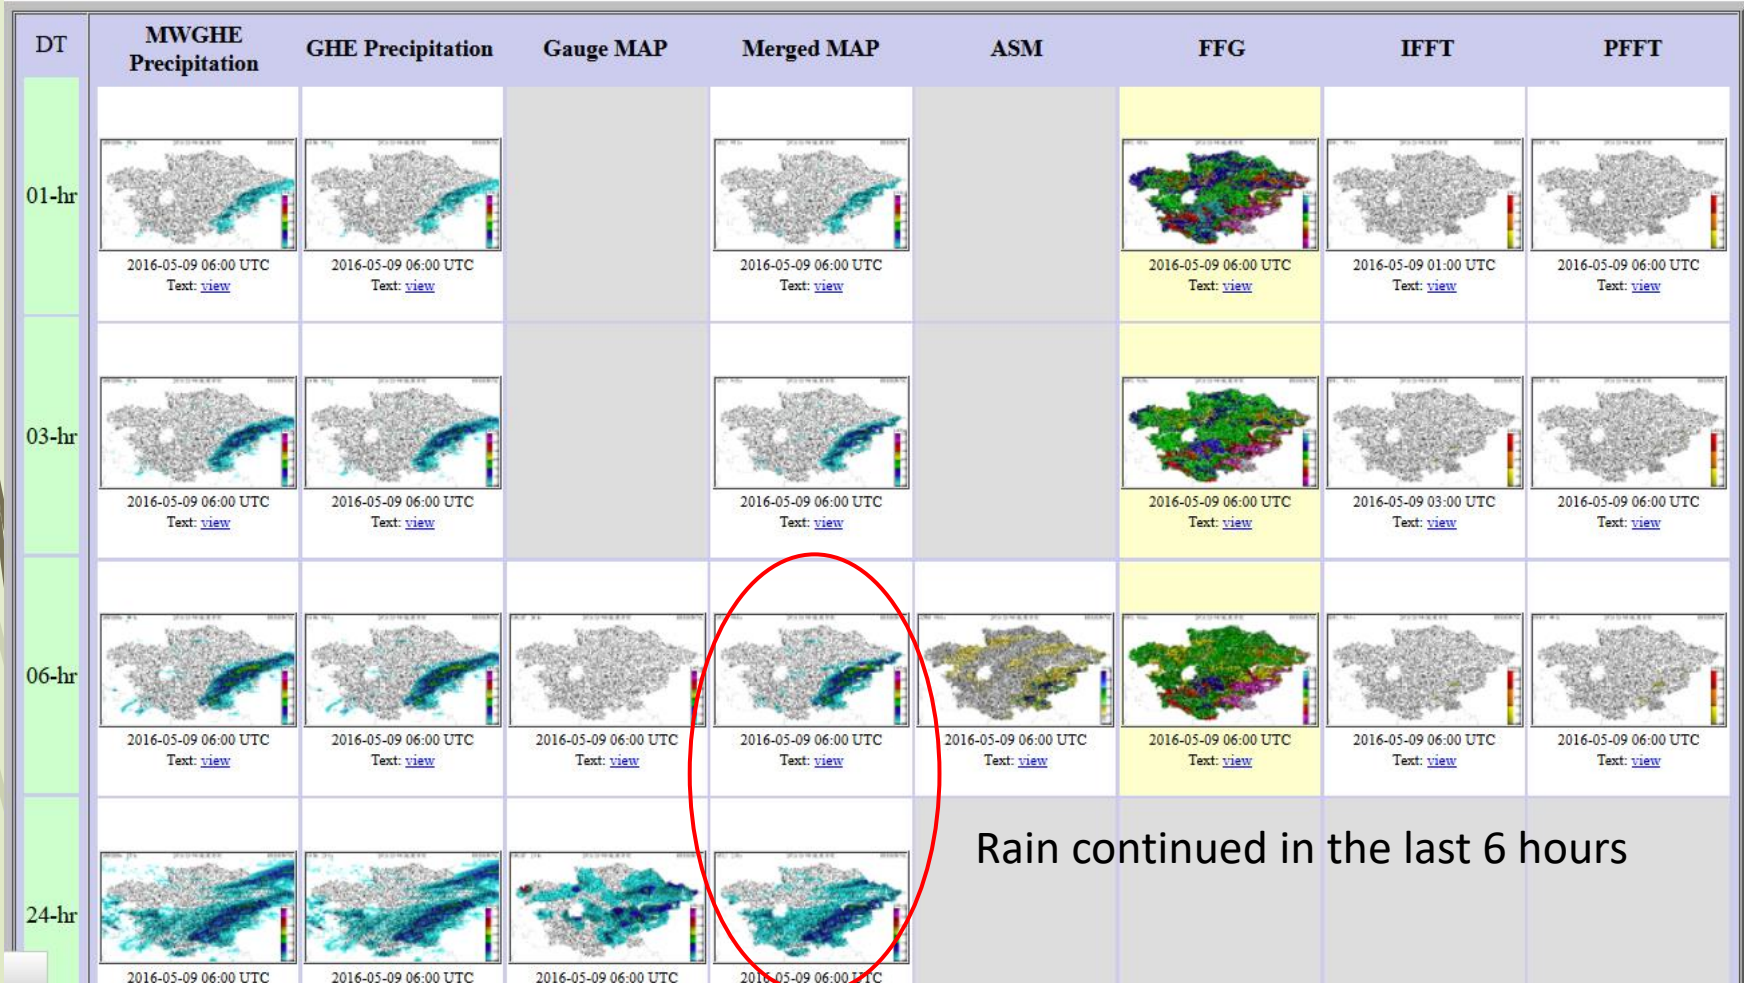 DT MWGHE Precipitation GHE Precipitation Gauge MAP Merged MAP ASM FFG IFFT PFFT
01-hr
2016-05-09 06:00 UTC 2016-05-09 06:00 UTC 2016-05-09 06:00 UTC 2016-05-09 06:00 UTC 2016-05-09 01:00 UTC 2016-05-09 06:00 UTC
Text: view Text: view Text: view Text: view Text: view Text: view
03-hr
2016-05-09 06:00 UTC 2016-05-09 06:00 UTC 2016-05-09 06:00 UTC 2016-05-09 06:00 UTC 2016-05-09 03:00 UTC 2016-05-09 06:00 UTC
Text: view Text: view Text: view Text: view Text: view Text: view
06-hr
2016-05-09 06:00 UTC 2016-05-09 06:00 UTC 2016-05-09 06:00 UTC 2016-05-09 06:00 UTC 2016-05-09 06:00 UTC 2016-05-09 06:00 UTC 2016-05-09 06:00 UTC 2016-05-09 06:00 UTC
Text: view Text: view Text: view Text: view Text: view Text: view Text: view Text: view
Rain continued in the last 6 hours
24-hr
2016-05-09 06:00 UTC 2016-05-09 06:00 UTC 2016-05-09 06:00 UTC 2016-05-09 06:00 UTC